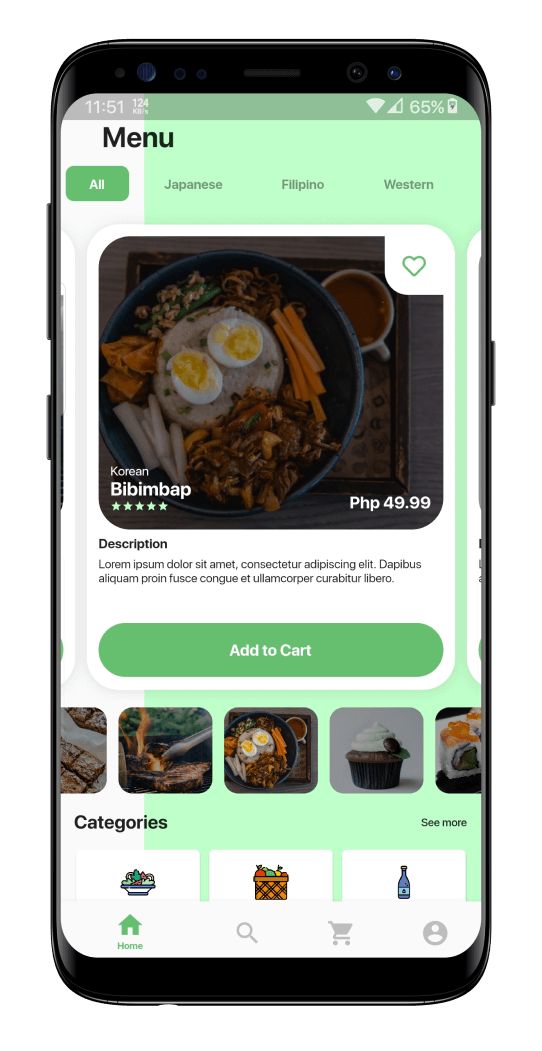 11:51 124 KB/s 65%
Menu
All Japanese Filipino Western
Korean
Bibimbap
Php 49.99
Description
Lorem ipsum dolor sit amet, consectetur adipiscing elit. Dapibus
aliquam proin fusce congue et ullamcorper curabitur libero.
Add to Cart
Categories See more
Home